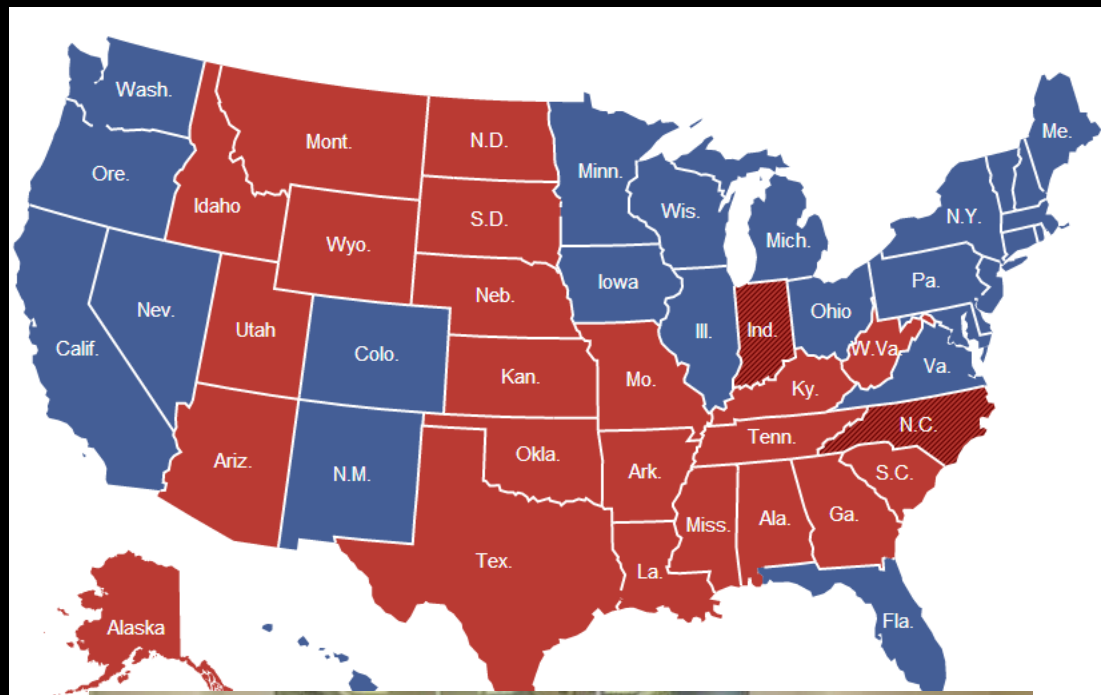 Wash.
Mont.
N.D.
Minn.
Me.
Ore.
Idaho
Wyo.
S.D.
Wis.
Mich.
N.Y.
Nev.
Utah
Colo.
Neb.
Iowa
Ill.
Ind.
Ohio
Pa.
Calif.
Kan.
Mo.
Ky.
W.Va.
Va.
Ariz.
N.M.
Okla.
Ark.
Tenn.
N.C.
S.C.
Tex.
La.
Miss.
Ala.
Ga.
Fla.
Alaska